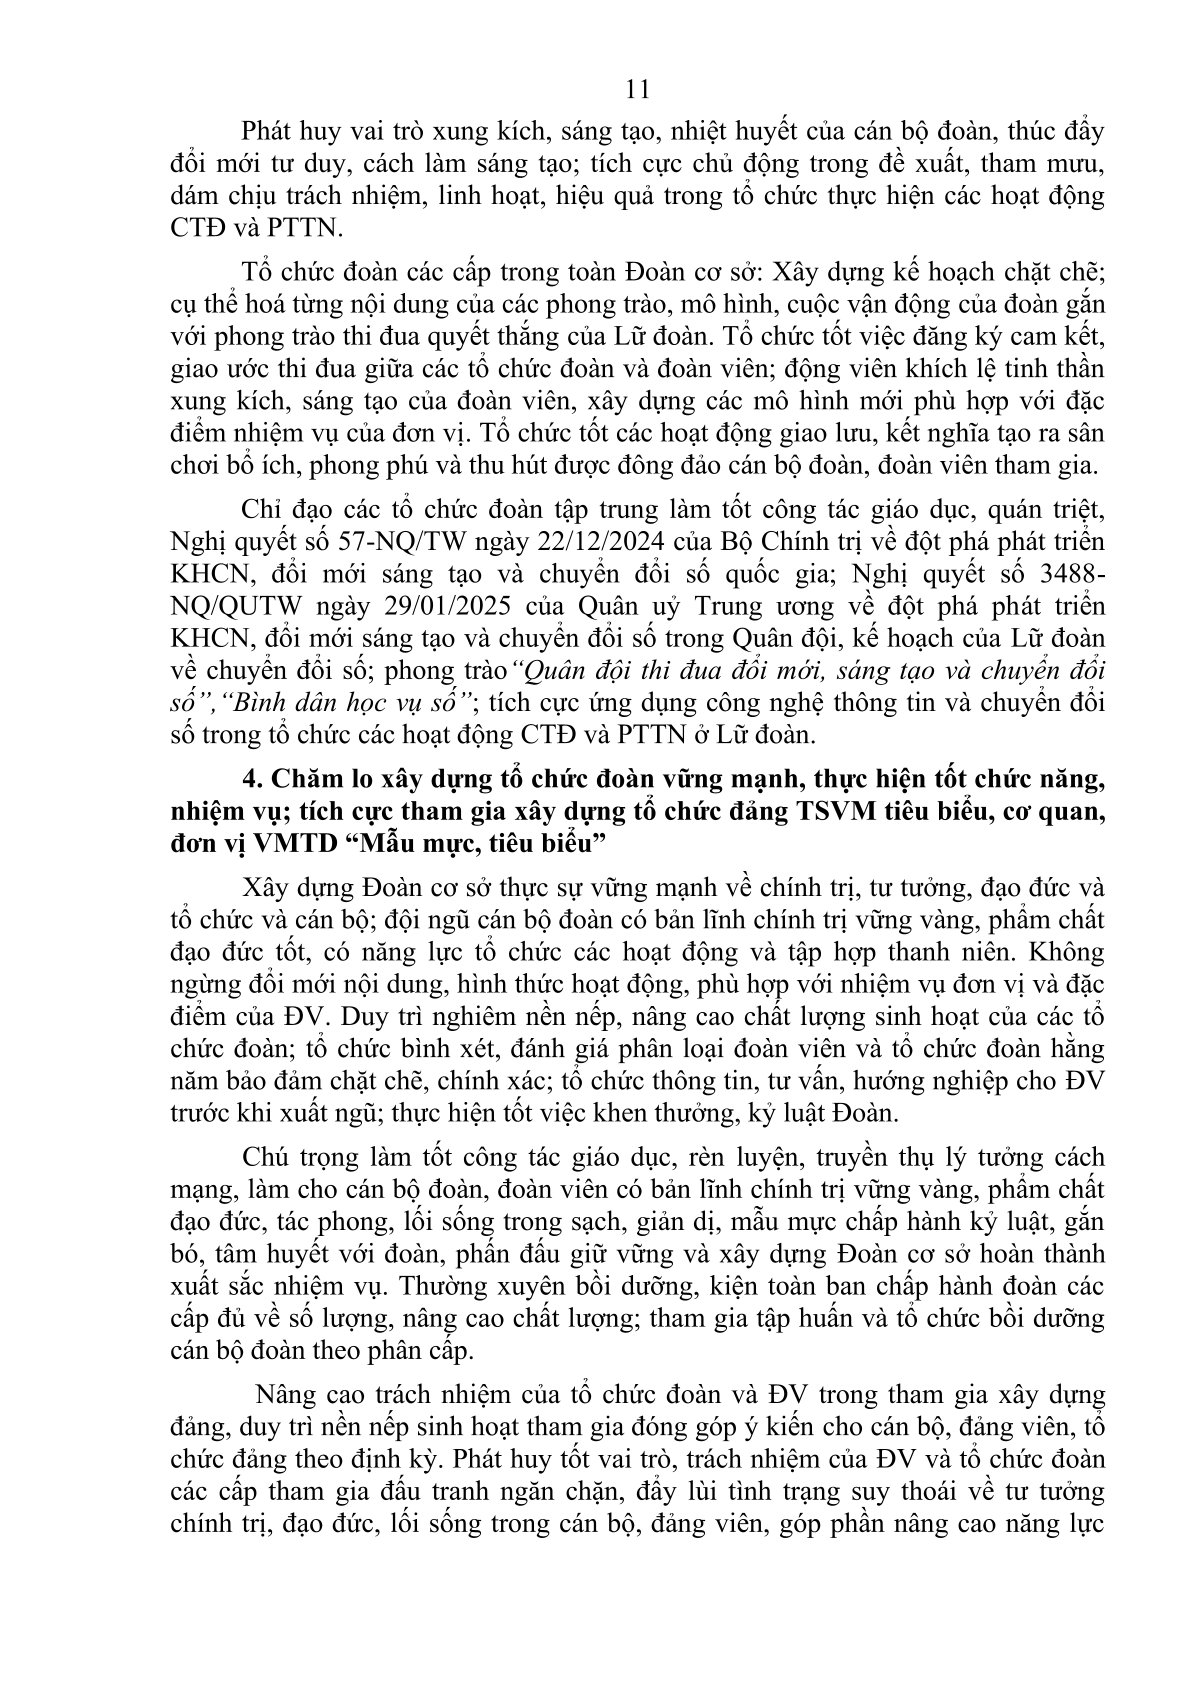 11
Phát huy vai trò xung kích, sáng tạo, nhiệt huyết của cán bộ đoàn, thúc đẩy
đổi mới tư duy, cách làm sáng tạo; tích cực chủ động trong đề xuất, tham mưu,
dám chịu trách nhiệm, linh hoạt, hiệu quả trong tổ chức thực hiện các hoạt động
CTĐ và PTTN.
Tổ chức đoàn các cấp trong toàn Đoàn cơ sở: Xây dựng kế hoạch chặt chẽ;
cụ thể hoá từng nội dung của các phong trào, mô hình, cuộc vận động của đoàn gắn
với phong trào thi đua quyết thắng của Lữ đoàn. Tổ chức tốt việc đăng ký cam kết,
giao ước thi đua giữa các tổ chức đoàn và đoàn viên; động viên khích lệ tinh thần
xung kích, sáng tạo của đoàn viên, xây dựng các mô hình mới phù hợp với đặc
điểm nhiệm vụ của đơn vị. Tổ chức tốt các hoạt động giao lưu, kết nghĩa tạo ra sân
chơi bổ ích, phong phú và thu hút được đông đảo cán bộ đoàn, đoàn viên tham gia.
Chỉ đạo các tổ chức đoàn tập trung làm tốt công tác giáo dục, quán triệt,
Nghị quyết số 57-NQ/TW ngày 22/12/2024 của Bộ Chính trị về đột phá phát triển
KHCN, đổi mới sáng tạo và chuyển đổi số quốc gia; Nghị quyết số 3488-
NQ/QUTW ngày 29/01/2025 của Quân uỷ Trung ương về đột phá phát triển
KHCN, đổi mới sáng tạo và chuyển đổi số trong Quân đội, kế hoạch của Lữ đoàn
về chuyển đổi số; phong trào “Quân đội thi đua đổi mới, sáng tạo và chuyển đổi
số”,“Bình dân học vụ số”; tích cực ứng dụng công nghệ thông tin và chuyển đổi
số trong tổ chức các hoạt động CTĐ và PTTN ở Lữ đoàn.
4. Chăm lo xây dựng tổ chức đoàn vững mạnh, thực hiện tốt chức năng,
nhiệm vụ; tích cực tham gia xây dựng tổ chức đảng TSVM tiêu biểu, cơ quan,
đơn vị VMTD “Mẫu mực, tiêu biểu”
Xây dựng Đoàn cơ sở thực sự vững mạnh về chính trị, tư tưởng, đạo đức và
tổ chức và cán bộ; đội ngũ cán bộ đoàn có bản lĩnh chính trị vững vàng, phẩm chất
đạo đức tốt, có năng lực tổ chức các hoạt động và tập hợp thanh niên. Không
ngừng đổi mới nội dung, hình thức hoạt động, phù hợp với nhiệm vụ đơn vị và đặc
điểm của ĐV. Duy trì nghiêm nền nếp, nâng cao chất lượng sinh hoạt của các tổ
chức đoàn; tổ chức bình xét, đánh giá phân loại đoàn viên và tổ chức đoàn hằng
năm bảo đảm chặt chẽ, chính xác; tổ chức thông tin, tư vấn, hướng nghiệp cho ĐV
trước khi xuất ngũ; thực hiện tốt việc khen thưởng, kỷ luật Đoàn.
Chú trọng làm tốt công tác giáo dục, rèn luyện, truyền thụ lý tưởng cách
mạng, làm cho cán bộ đoàn, đoàn viên có bản lĩnh chính trị vững vàng, phẩm chất
đạo đức, tác phong, lối sống trong sạch, giản dị, mẫu mực chấp hành kỷ luật, gắn
bó, tâm huyết với đoàn, phấn đấu giữ vững và xây dựng Đoàn cơ sở hoàn thành
xuất sắc nhiệm vụ. Thường xuyên bồi dưỡng, kiện toàn ban chấp hành đoàn các
cấp đủ về số lượng, nâng cao chất lượng; tham gia tập huấn và tổ chức bồi dưỡng
cán bộ đoàn theo phân cấp.
Nâng cao trách nhiệm của tổ chức đoàn và ĐV trong tham gia xây dựng
đảng, duy trì nền nếp sinh hoạt tham gia đóng góp ý kiến cho cán bộ, đảng viên, tổ
chức đảng theo định kỳ. Phát huy tốt vai trò, trách nhiệm của ĐV và tổ chức đoàn
các cấp tham gia đấu tranh ngăn chặn, đẩy lùi tình trạng suy thoái về tư tưởng
chính trị, đạo đức, lối sống trong cán bộ, đảng viên, góp phần nâng cao năng lực